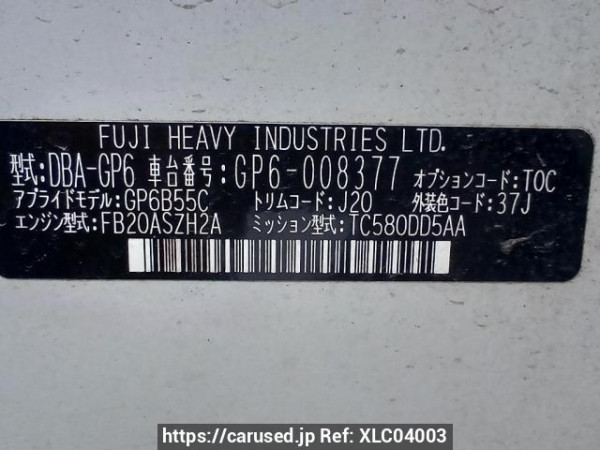 FUJI HEAVY INDUSTRIES LTD.
型式:DBA-GP6 車台番号:GP6-008377 オプションコード:TOC
アプライドモデル:GP6B55C トリムコード:J20 外装色コード:37J
エンジン型式:FB20ASZH2A ミッション型式:TC580DD5AA
https://carused.jp Ref: XLC04003